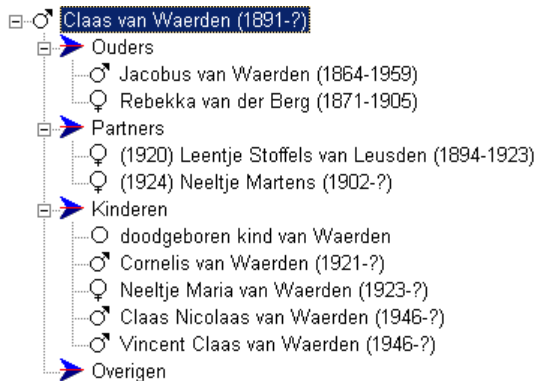 Claas van Waerden (1891-?)
Ouders
Jacobus van Waerden (1864-1959)
Rebekka van der Berg (1871-1905)
Partners
(1920) Leentje Stoffels van Leusden (1894-1923)
(1924) Neeltje Martens (1902-?)
Kinderen
doodgeboren kind van Waerden
Cornelis van Waerden (1921-?)
Neeltje Maria van Waerden (1923-?)
Claas Nicolaas van Waerden (1946-?)
Vincent Claas van Waerden (1946-?)
Overigen